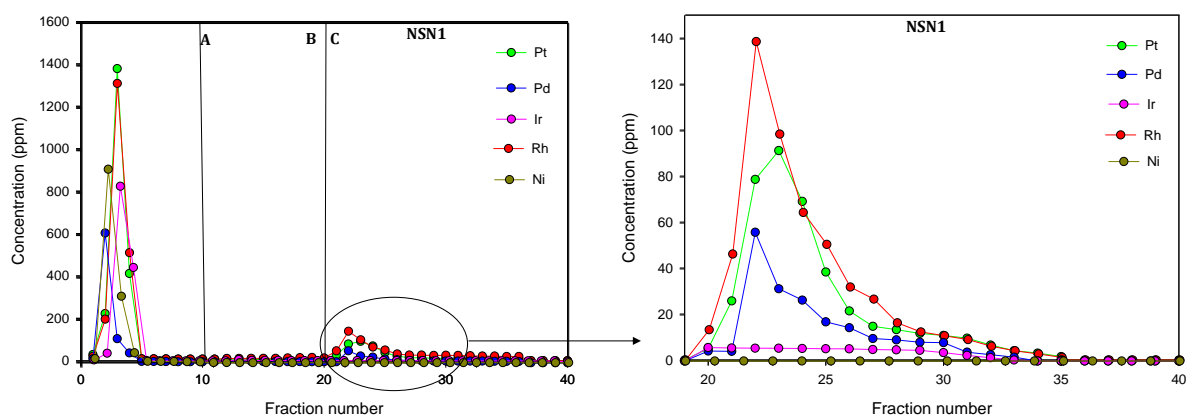 A
B
C
NSN1
Pt
Pd
Ir
Rh
Ni
1600
1400
1200
1000
800
600
400
200
0
0
10
20
30
40
Concentration (ppm)
Fraction number
NSN1
Pt
Pd
Ir
Rh
Ni
140
120
100
80
60
40
20
0
20
25
30
35
40
Concentration (ppm)
Fraction number